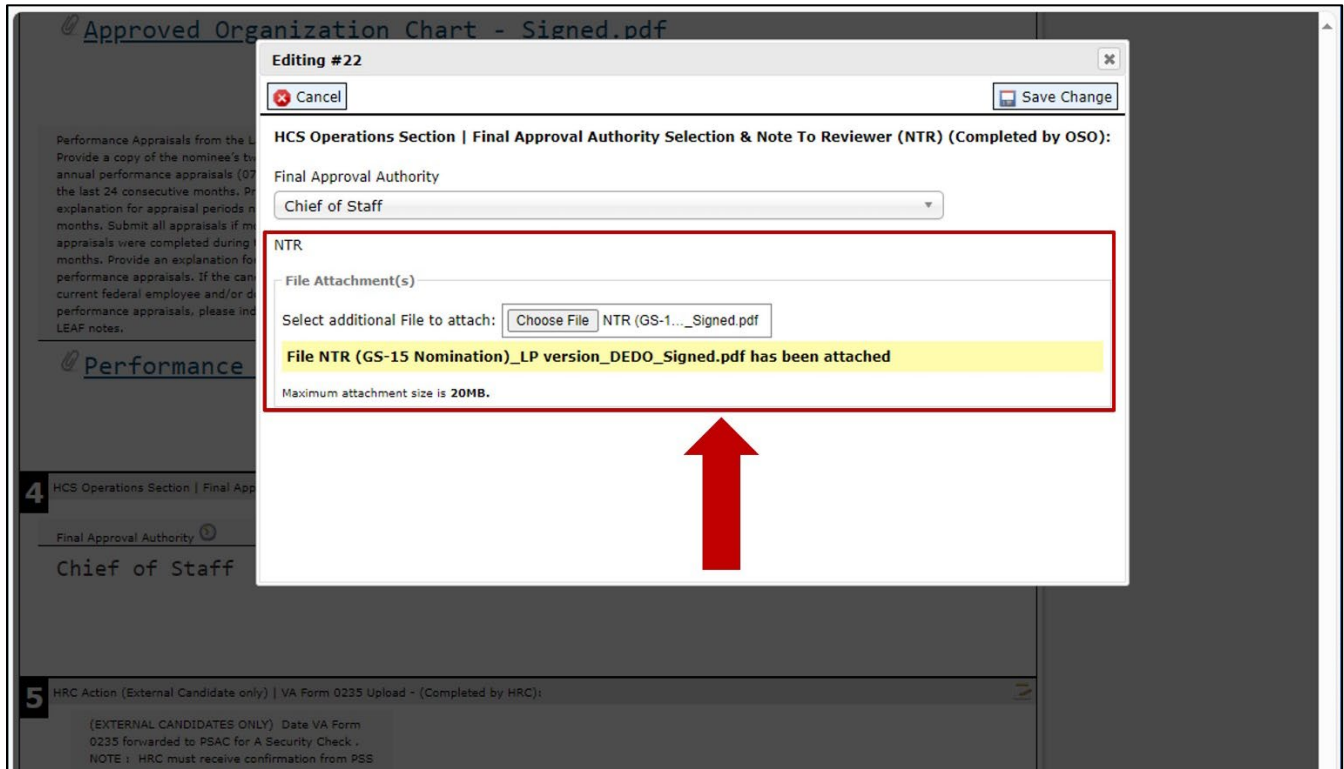 Approved Organization Chart - Signed.pdf
Editing #22
Cancel
Save Change
HCS Operations Section | Final Approval Authority Selection & Note To Reviewer (NTR) (Completed by OSO):
Final Approval Authority
Chief of Staff
NTR
File Attachment(s)
Select additional File to attach: Choose File NTR (GS-1..._Signed.pdf
File NTR (GS-15 Nomination)_LP version_DEDO_Signed.pdf has been attached
Maximum attachment size is 20MB.
Performance Appraisals from the L
Provide a copy of the nominee's tw
annual performance appraisals (07
the last 24 consecutive months. Pr
explanation for appraisal periods n
months. Submit all appraisals if mo
appraisals were completed during t
months. Provide an explanation fo
performance appraisals. If the can
current federal employee and/or d
performance appraisals, please ind
LEAF notes.
Performance
4 HCS Operations Section | Final App
Final Approval Authority
Chief of Staff
5 HRC Action (External Candidate only) | VA Form 0235 Upload - (Completed by HRC):
(EXTERNAL CANDIDATES ONLY) Date VA Form
0235 forwarded to PSAC for A Security Check .
NOTE : HRC must receive confirmation from PSS